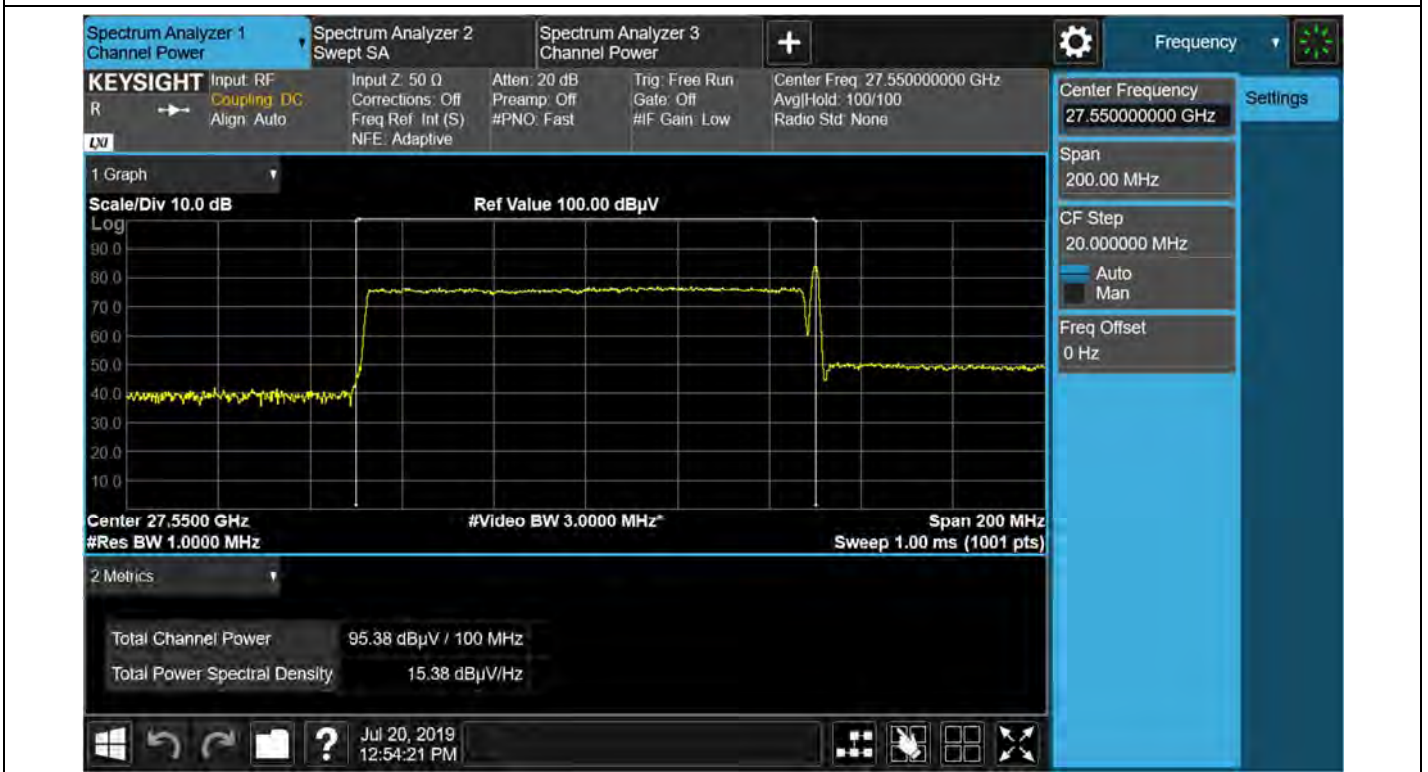 Spectrum Analyzer 1
Channel Power
Spectrum Analyzer 2
Swept SA
Spectrum Analyzer 3
Channel Power
+
Frequency
KEYSIGHT
R
LXI
Input: RF
Coupling: DC
Align: Auto
Input Z: 50 Ω
Corrections: Off
Freq Ref: Int (S)
NFE: Adaptive
Atten: 20 dB
Preamp: Off
#PNO: Fast
Trig: Free Run
Gate: Off
#IF Gain: Low
Center Freq: 27.550000000 GHz
Avg|Hold: 100/100
Radio Std: None
Center Frequency
27.550000000 GHz
Settings
Span
200.00 MHz
CF Step
20.000000 MHz
Auto
Man
Freq Offset
0 Hz
1 Graph
Scale/Div 10.0 dB
Ref Value 100.00 dBµV
Log
90.0
80.0
70.0
60.0
50.0
40.0
30.0
20.0
10.0
Center 27.5500 GHz
#Video BW 3.0000 MHz*
Span 200 MHz
#Res BW 1.0000 MHz
Sweep 1.00 ms (1001 pts)
2 Metrics
Total Channel Power 95.38 dBµV / 100 MHz
Total Power Spectral Density 15.38 dBµV/Hz
?
Jul 20, 2019
12:54:21 PM